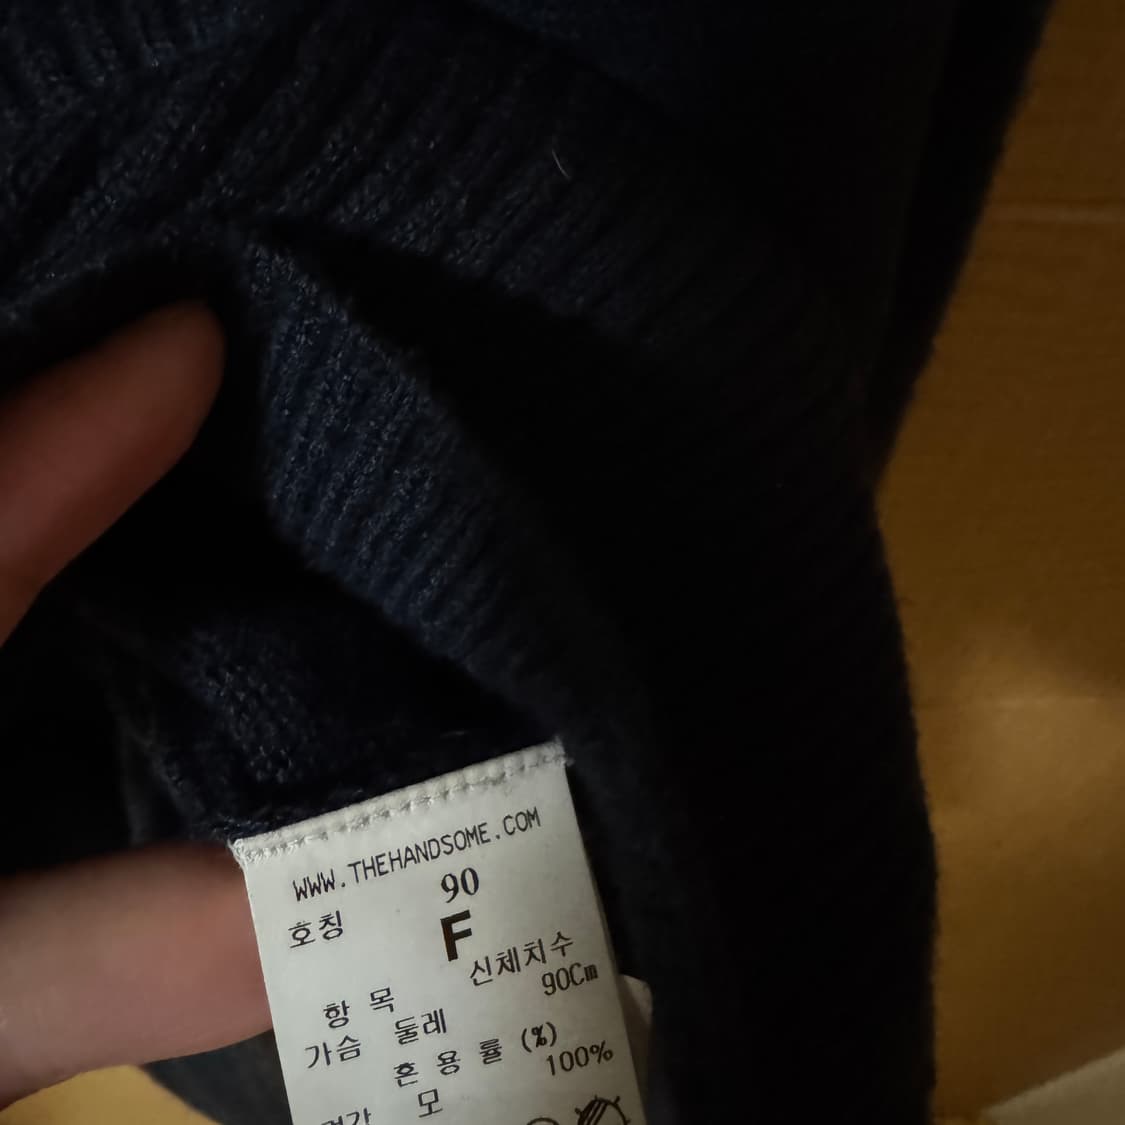 WWW.THEHANDSOME.COM
90
호칭 F
항 목 신체치수
가슴 둘레 90Cm
혼 용 률 (%)
모 100%